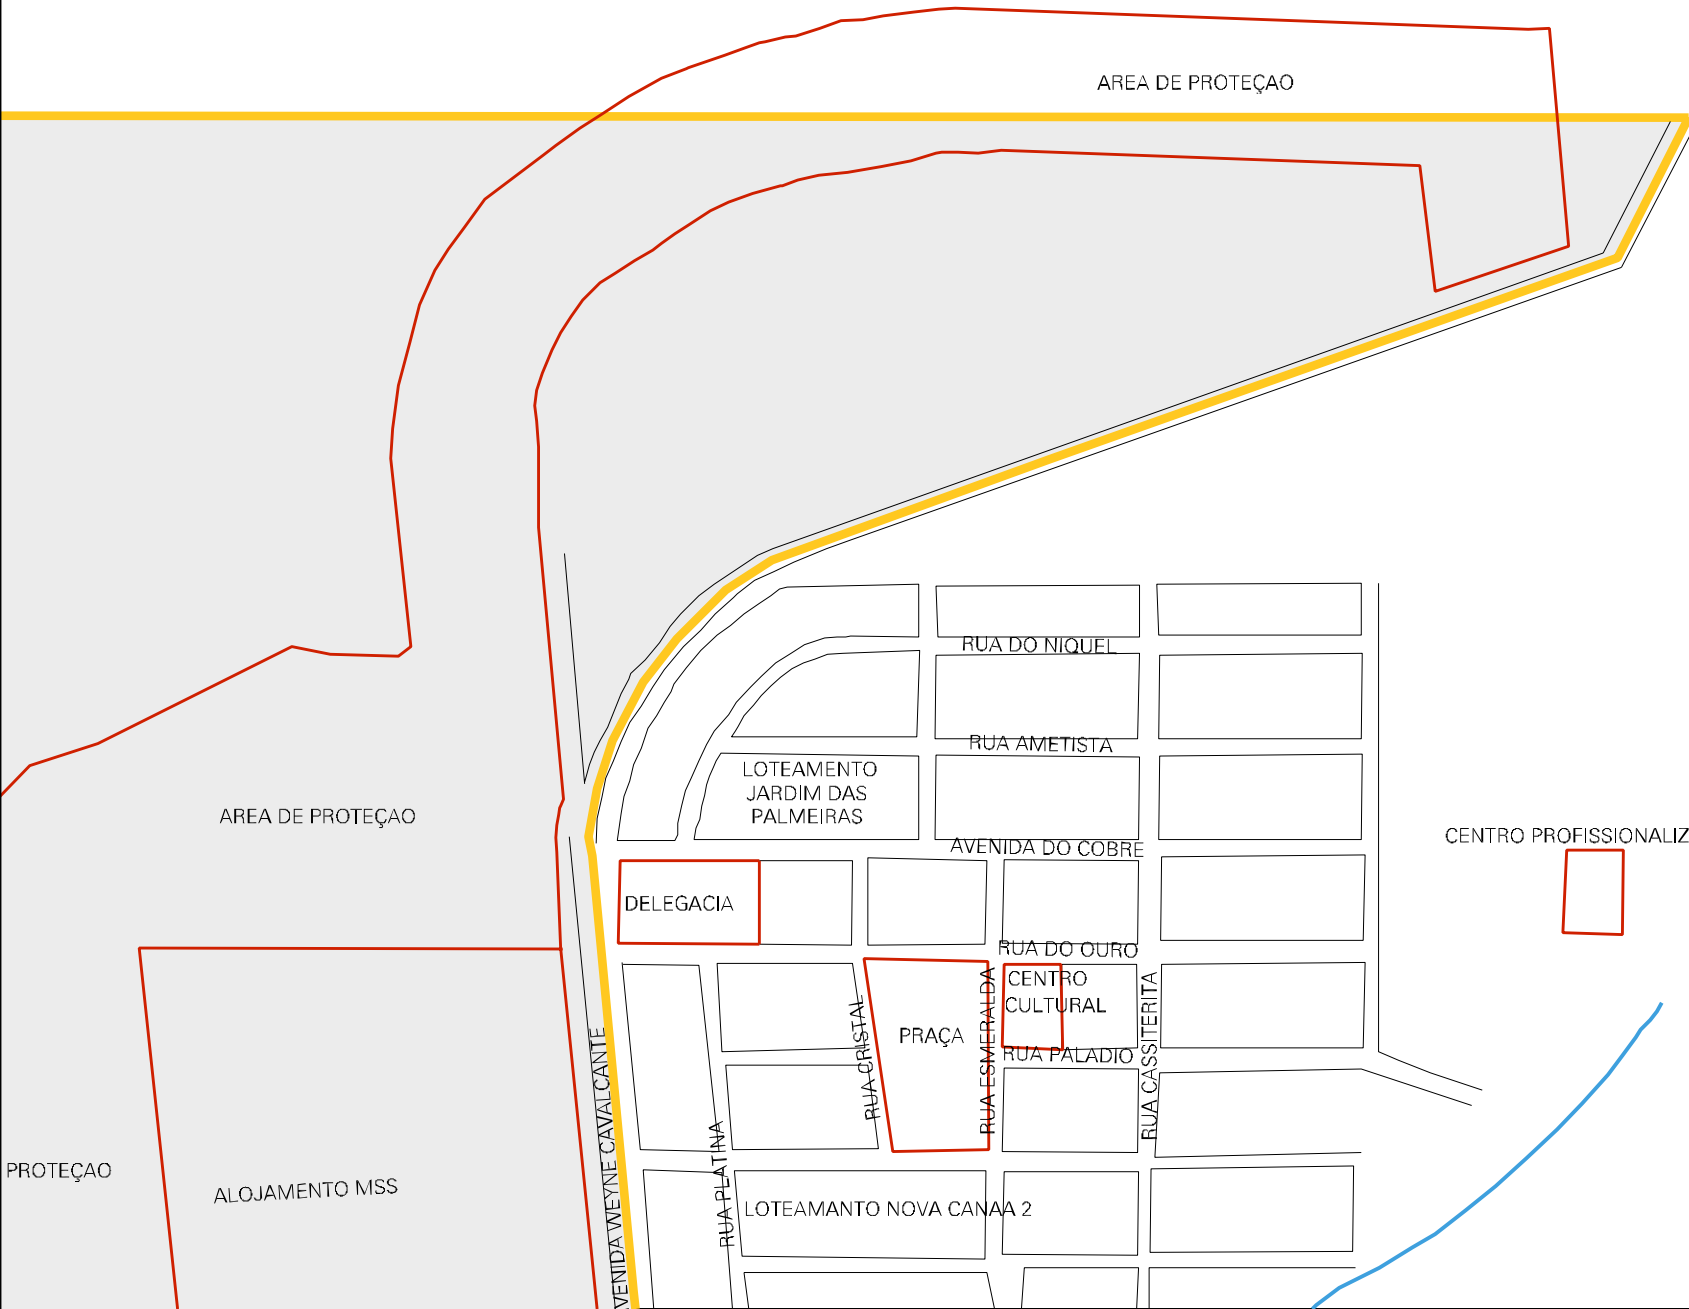 AREA DE PROTEÇAO
RUA DO NIQUEL
RUA AMETISTA
LOTEAMENTO
JARDIM DAS
PALMEIRAS
AREA DE PROTEÇAO
CENTRO PROFISSIONALIZ
AVENIDA DO COBRE
DELEGACIA
RUA DO OURO
CENTRO
CULTURAL
PRAÇA
RUA CRISTAL
RUA ESMERALDA
RUA CASSITERITA
RUA PALADIO
AVENIDA WEYNE CAVALCANTE
RUA PLATINA
PROTEÇAO
ALOJAMENTO MSS
LOTEAMANTO NOVA CANAA 2